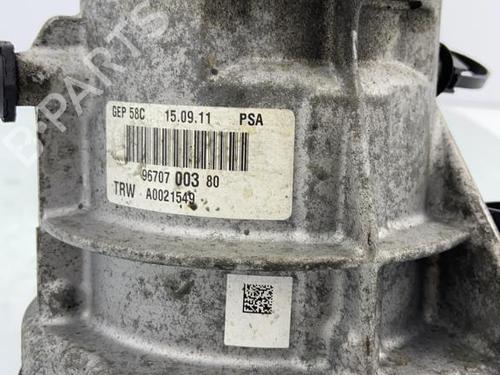 B-PARTS
GEP 58C 15.09.11 PSA
96707 003 80
TRW A0021549